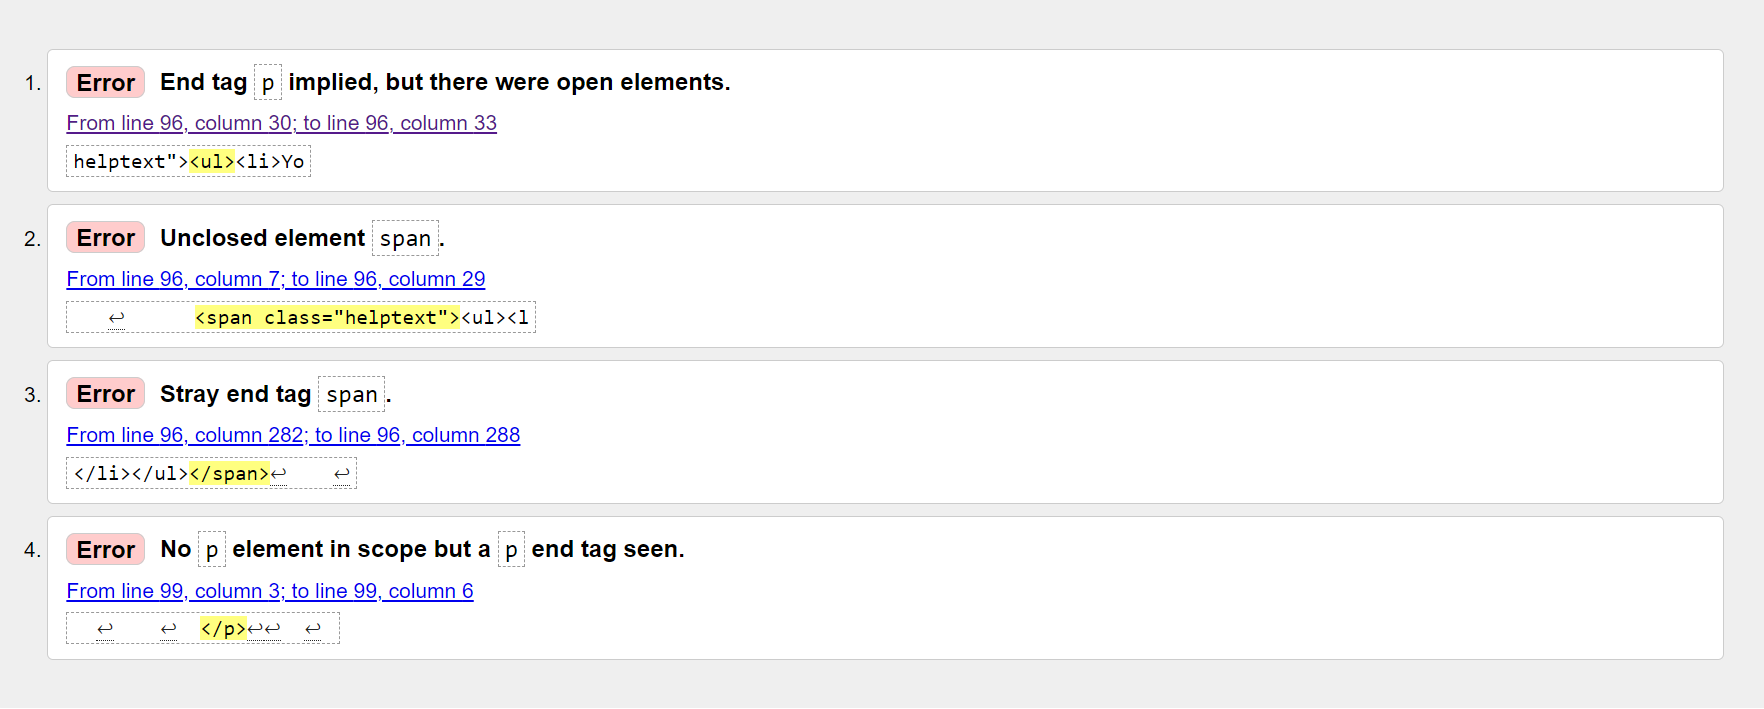 1. Error End tag p implied, but there were open elements.
From line 96, column 30; to line 96, column 33
helptext"><ul><li>Yo
2. Error Unclosed element span.
From line 96, column 7; to line 96, column 29
↩ <span class="helptext"><ul><l
3. Error Stray end tag span.
From line 96, column 282; to line 96, column 288
</li></ul></span>↩ ↩
4. Error No p element in scope but a p end tag seen.
From line 99, column 3; to line 99, column 6
↩ ↩ </p>↩↩ ↩